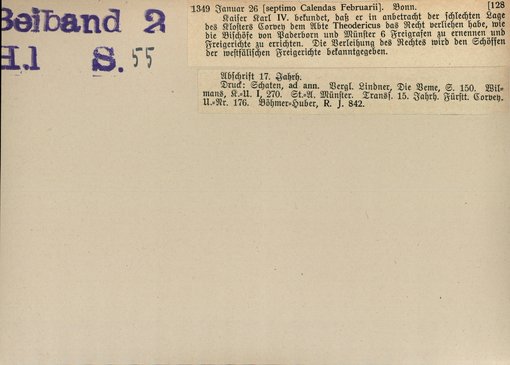 Beiband 2
H.1 S. 55
1349 Januar 26 [septimo Calendas Februarii]. Bonn. [128
Kaiser Karl IV. bekundet, daß er in anbetracht der schlechten Lage
des Klosters Corvey dem Abte Theodericus das Recht verliehen habe, wie
die Bischöfe von Paderborn und Münster 6 Freigrafen zu ernennen und
Freigerichte zu errichten. Die Verleihung des Rechtes wird den Schöffen
der westfälischen Freigerichte bekanntgegeben.
Abschrift 17. Jahrh.
Druck: Schaten, ad ann. Vergl. Lindner, Die Veme, S. 150. Wil-
mans, K.-U. I, 270. St.-A. Münster. Transs. 15. Jahrh. Fürstt. Corvey.
U.-Nr. 176. Böhmer-Huber, R. J. 842.